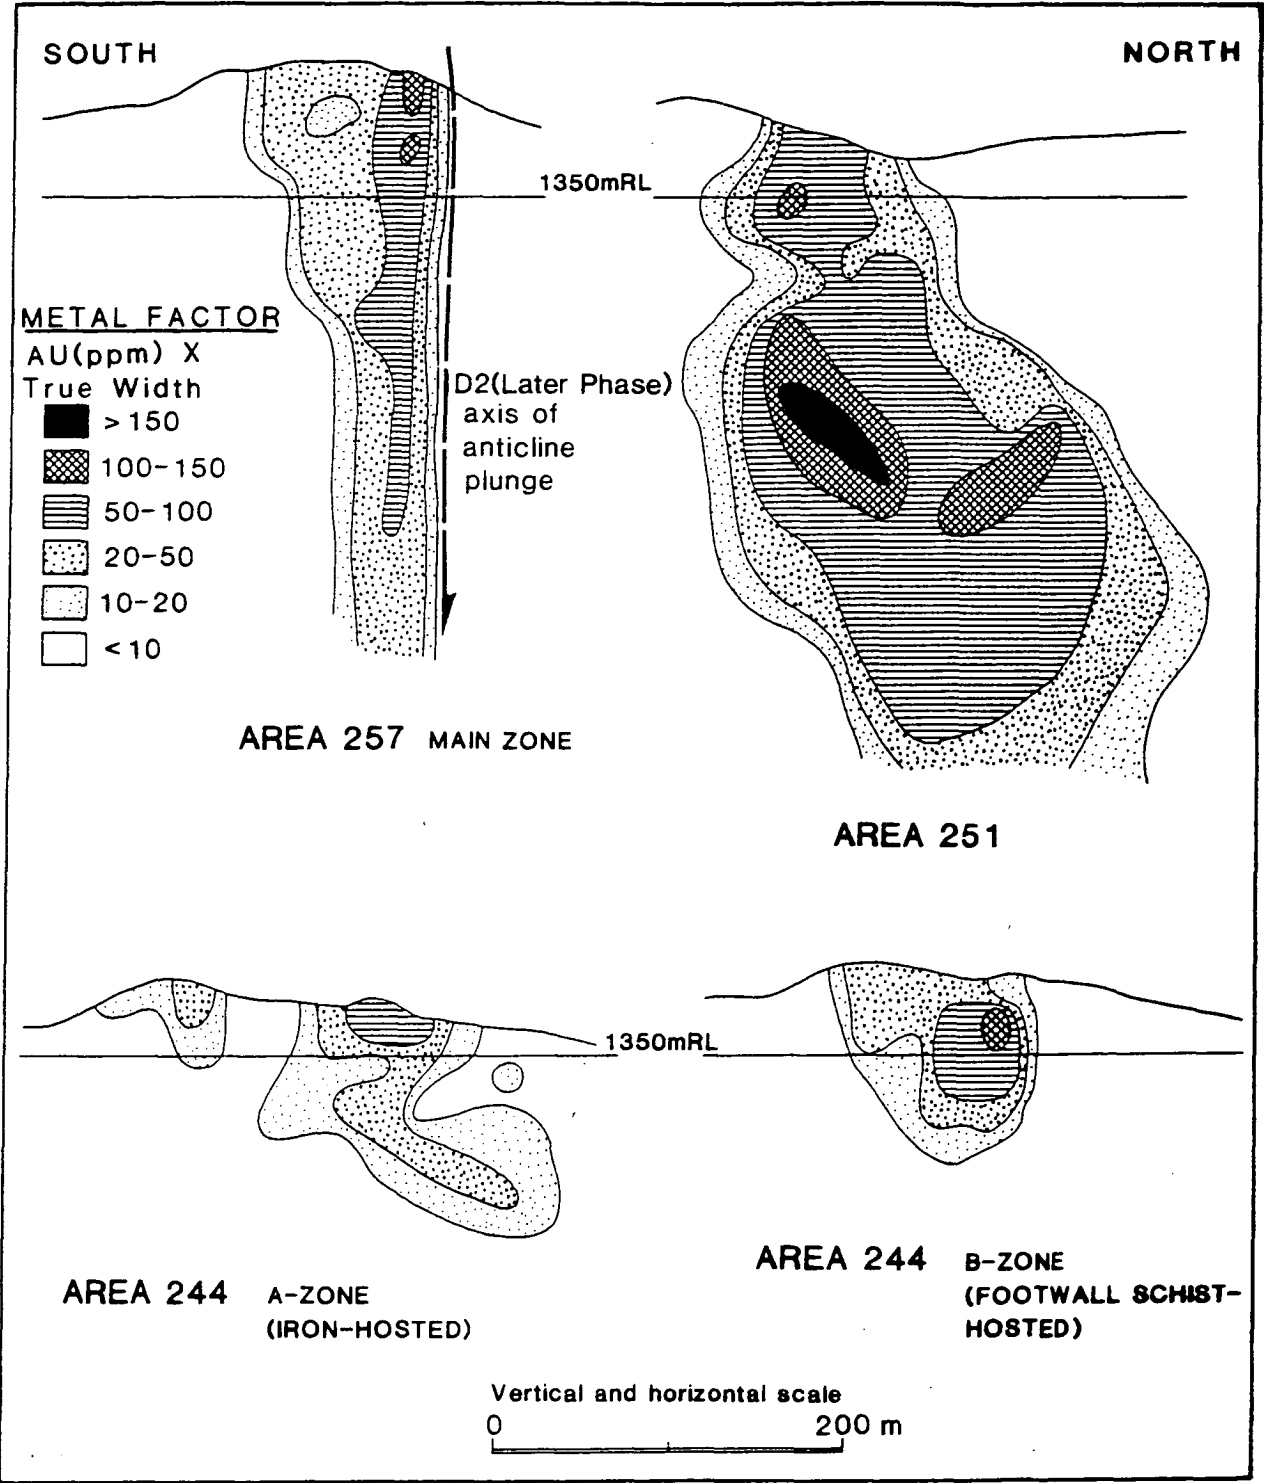 SOUTH
NORTH
1350mRL
METAL FACTOR
AU(ppm) X
True Width
>150
100-150
50-100
20-50
10-20
<10
D2(Later Phase)
axis of
anticline
plunge
AREA 257 MAIN ZONE
AREA 251
1350mRL
AREA 244 A-ZONE
(IRON-HOSTED)
AREA 244 B-ZONE
(FOOTWALL SCHIST-
HOSTED)
Vertical and horizontal scale
0 200 m